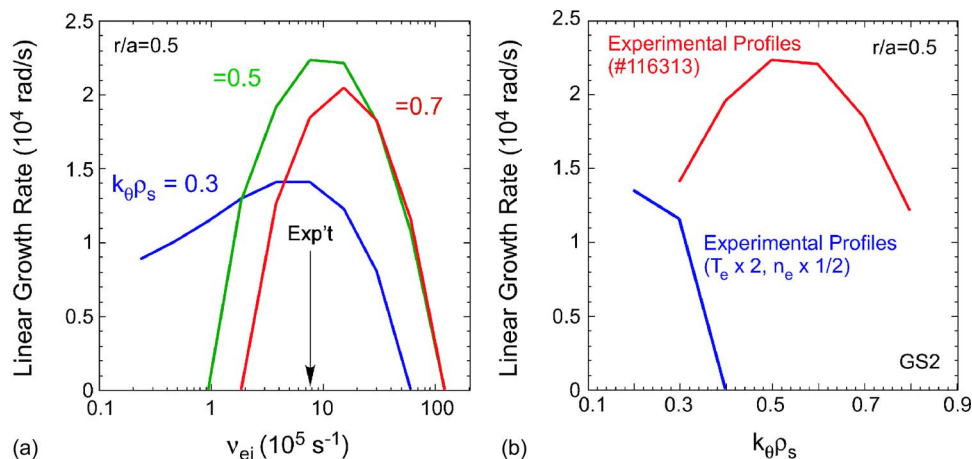 2.5
2
1.5
1
0.5
0
Linear Growth Rate (10⁴ rad/s)
r/a=0.5
=0.5
=0.7
kθρs = 0.3
Exp't
0.1
1
10
100
νei (10⁵ s⁻¹)
(a)
2.5
2
1.5
1
0.5
0
Linear Growth Rate (10⁴ rad/s)
Experimental Profiles
(#116313)
r/a=0.5
Experimental Profiles
(Te x 2, ne x 1/2)
GS2
0.1
0.3
0.5
0.7
0.9
kθρs
(b)